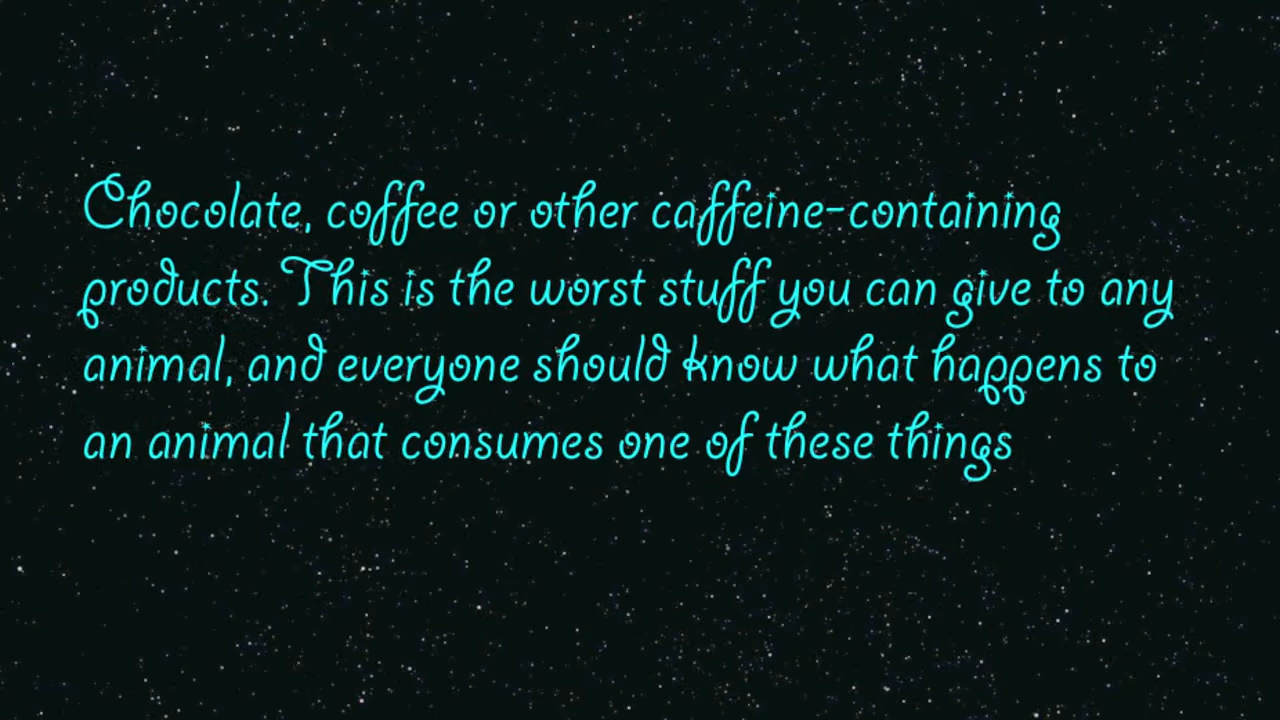 Chocolate, coffee or other caffeine-containing
products. This is the worst stuff you can give to any
animal, and everyone should know what happens to
an animal that consumes one of these things